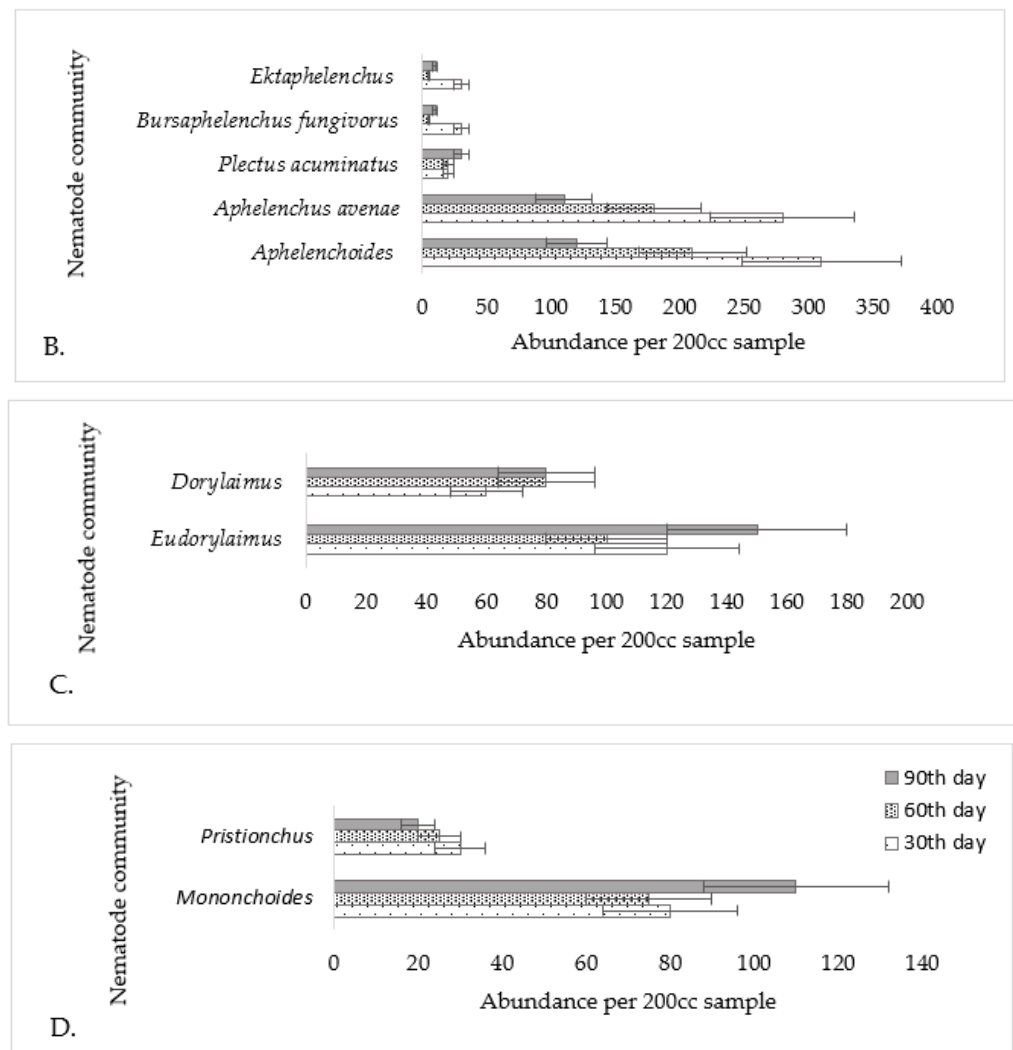 Nematode community
Ektaphelenchus
Bursaphelenchus fungivorus
Plectus acuminatus
Aphelenchus avenae
Aphelenchoides
0 50 100 150 200 250 300 350 400
Abundance per 200cc sample
B.
Nematode community
Dorylaimus
Eudorylaimus
0 20 40 60 80 100 120 140 160 180 200
Abundance per 200cc sample
C.
Nematode community
90th day
60th day
30th day
Pristionchus
Mononchoides
0 20 40 60 80 100 120 140
Abundance per 200cc sample
D.